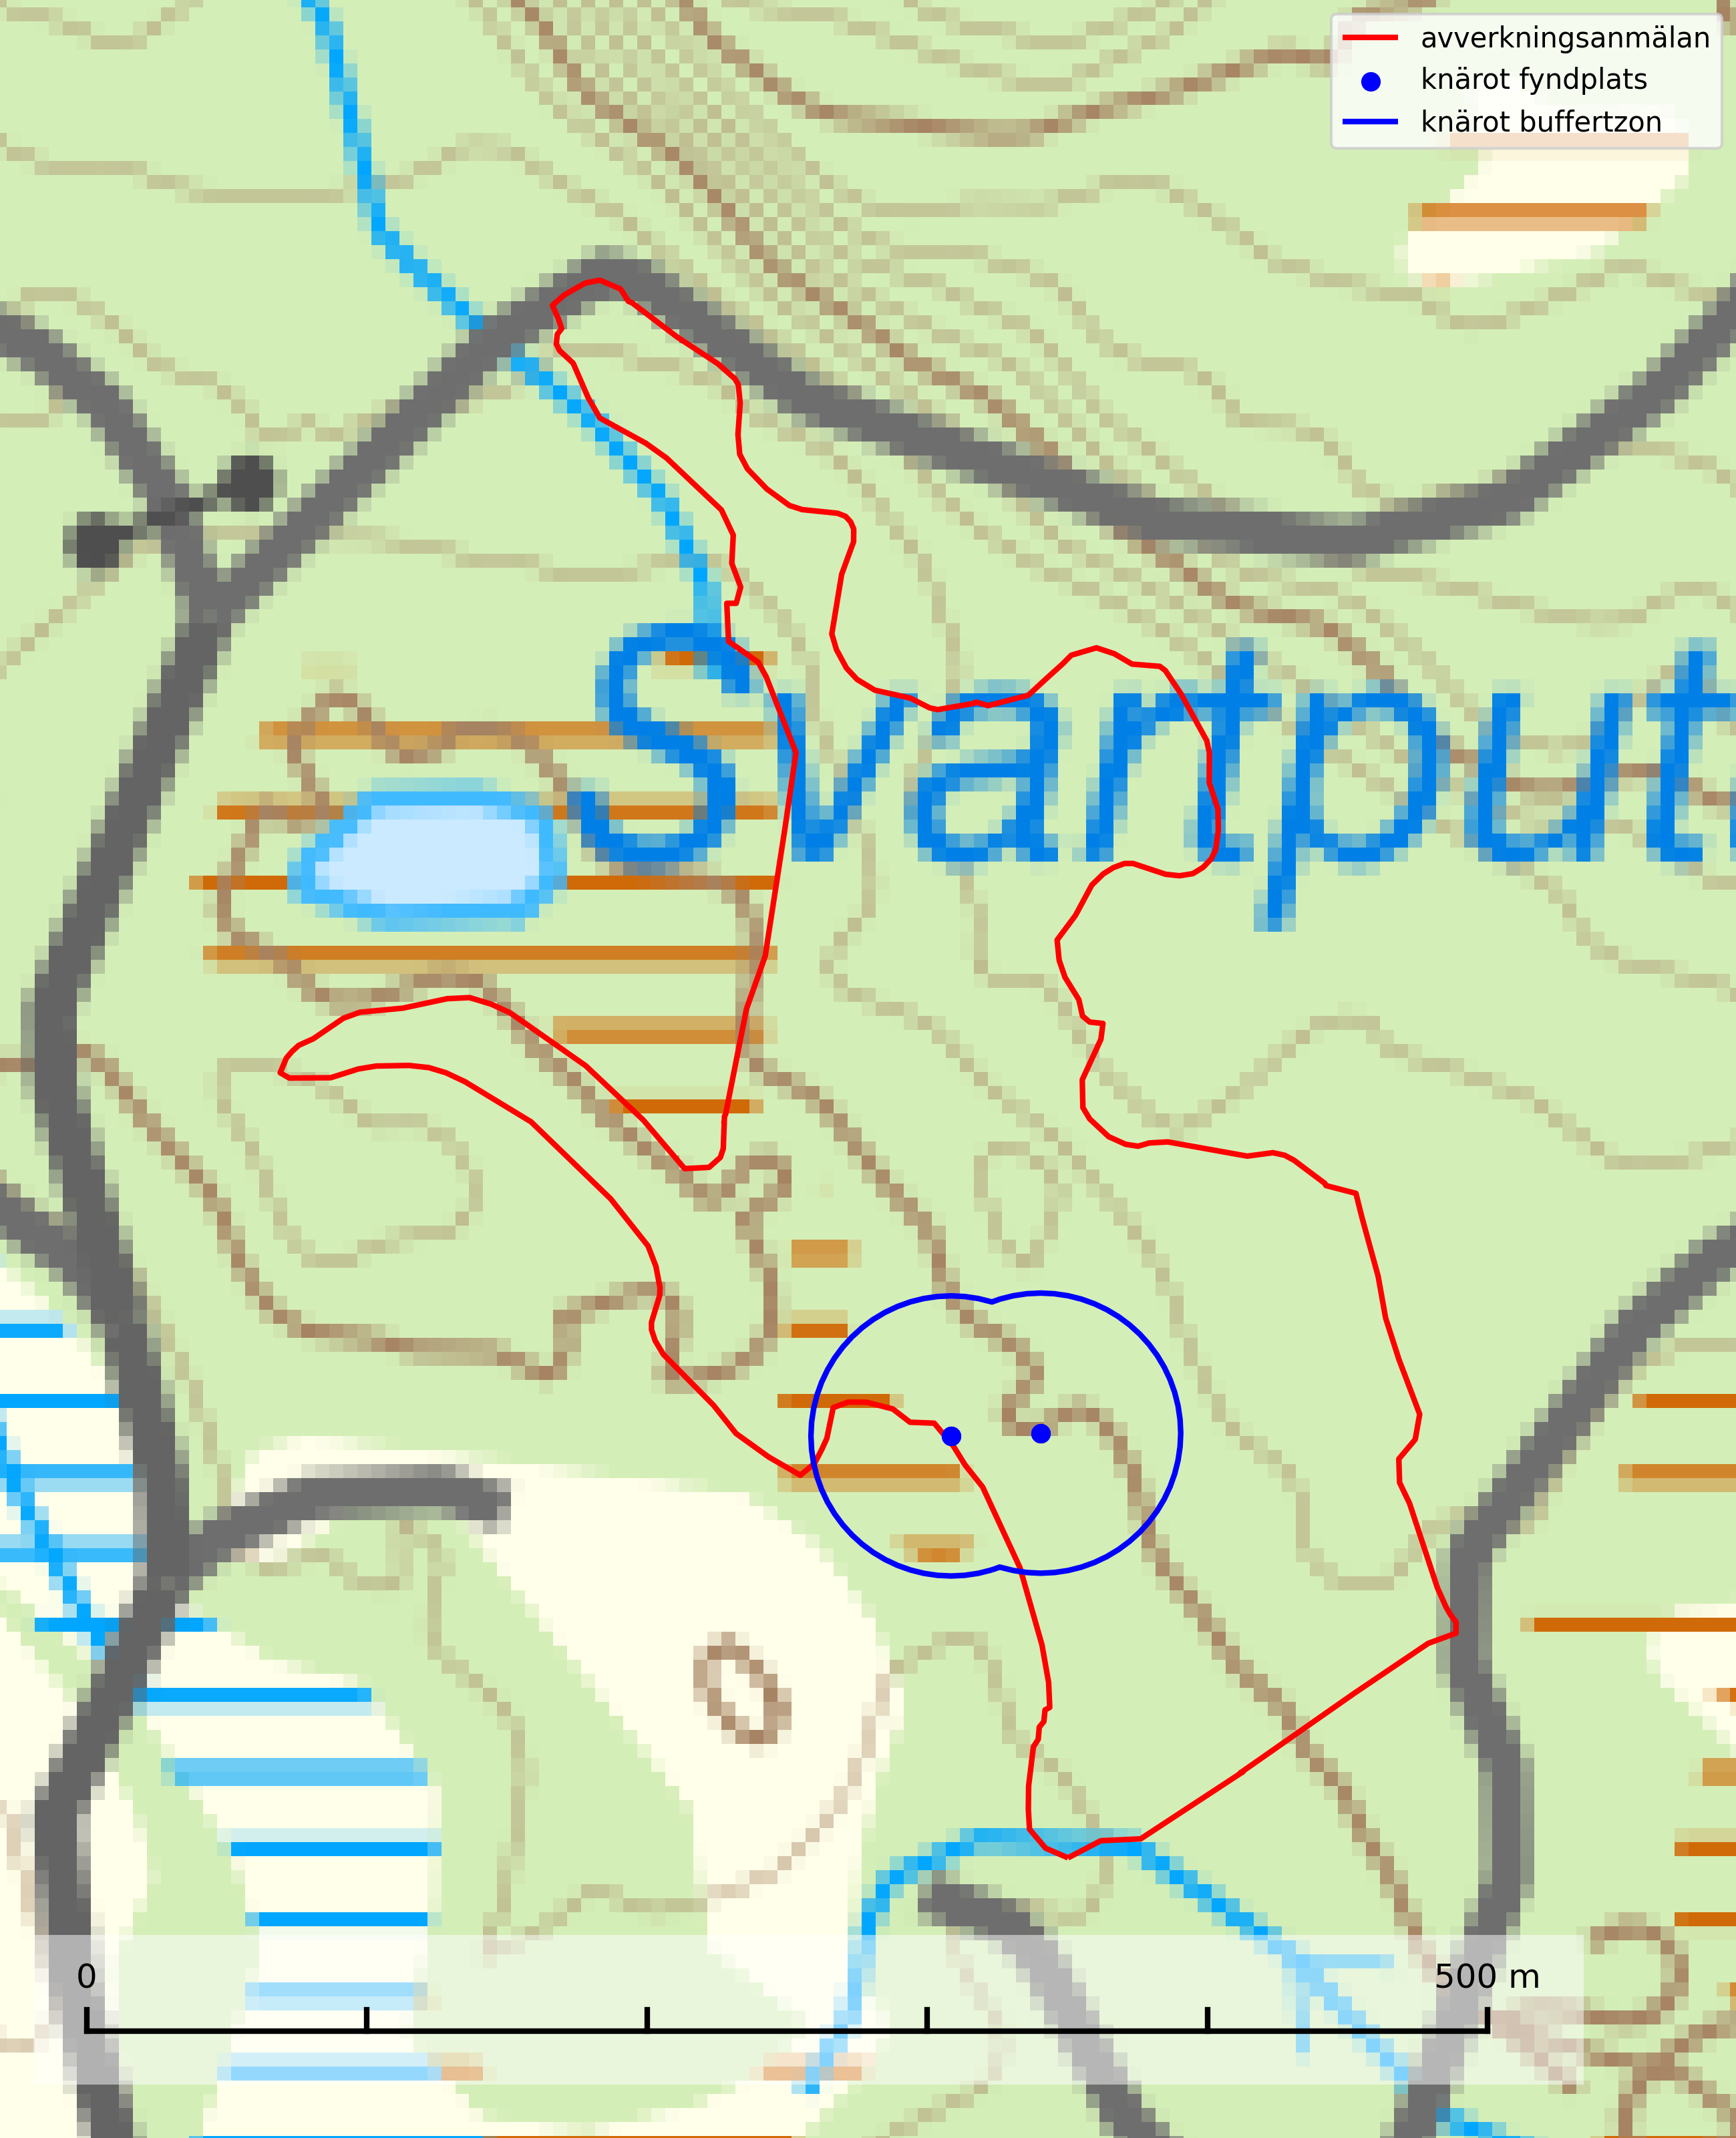 avverkningsanmälan
knärot fyndplats
knärot buffertzon
Svartput
0 500 m